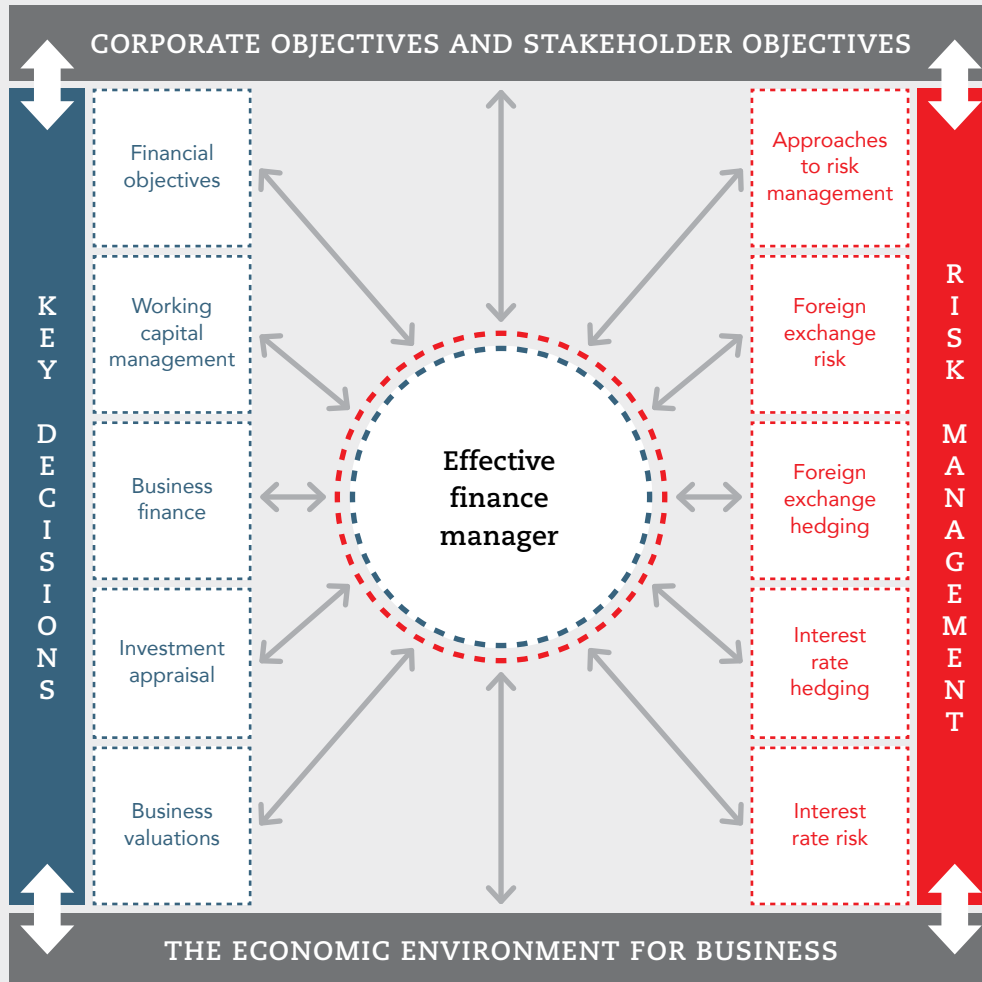 CORPORATE OBJECTIVES AND STAKEHOLDER OBJECTIVES
KEY DECISIONS
Financial
objectives
Working
capital
management
Business
finance
Investment
appraisal
Business
valuations
Effective
finance
manager
Approaches
to risk
management
Foreign
exchange
risk
Foreign
exchange
hedging
Interest
rate
hedging
Interest
rate risk
RISK MANAGEMENT
THE ECONOMIC ENVIRONMENT FOR BUSINESS